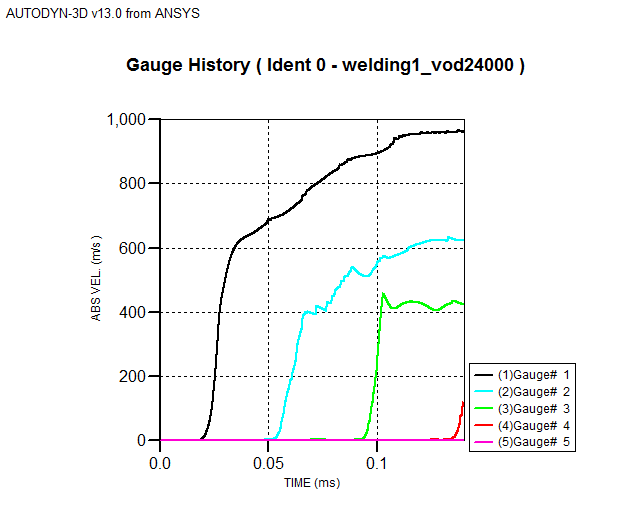 AUTODYN-3D v13.0 from ANSYS
Gauge History ( Ident 0 - welding1_vod24000 )
1,000
800
600
400
200
0
ABS VEL. (m/s )
0.0
0.05
0.1
TIME (ms)
(1)Gauge# 1
(2)Gauge# 2
(3)Gauge# 3
(4)Gauge# 4
(5)Gauge# 5